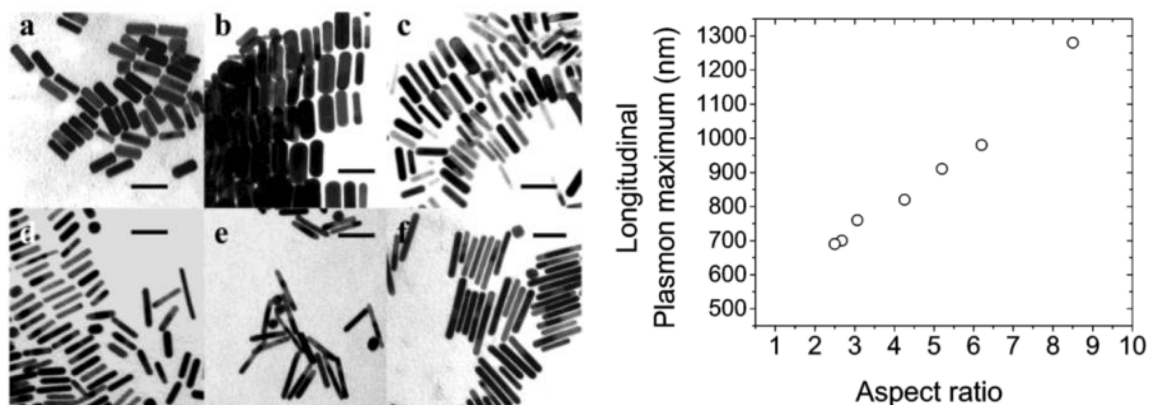 a
b
c
d
e
f
Longitudinal
Plasmon maximum (nm)
1300
1200
1100
1000
900
800
700
600
500
1 2 3 4 5 6 7 8 9 10
Aspect ratio